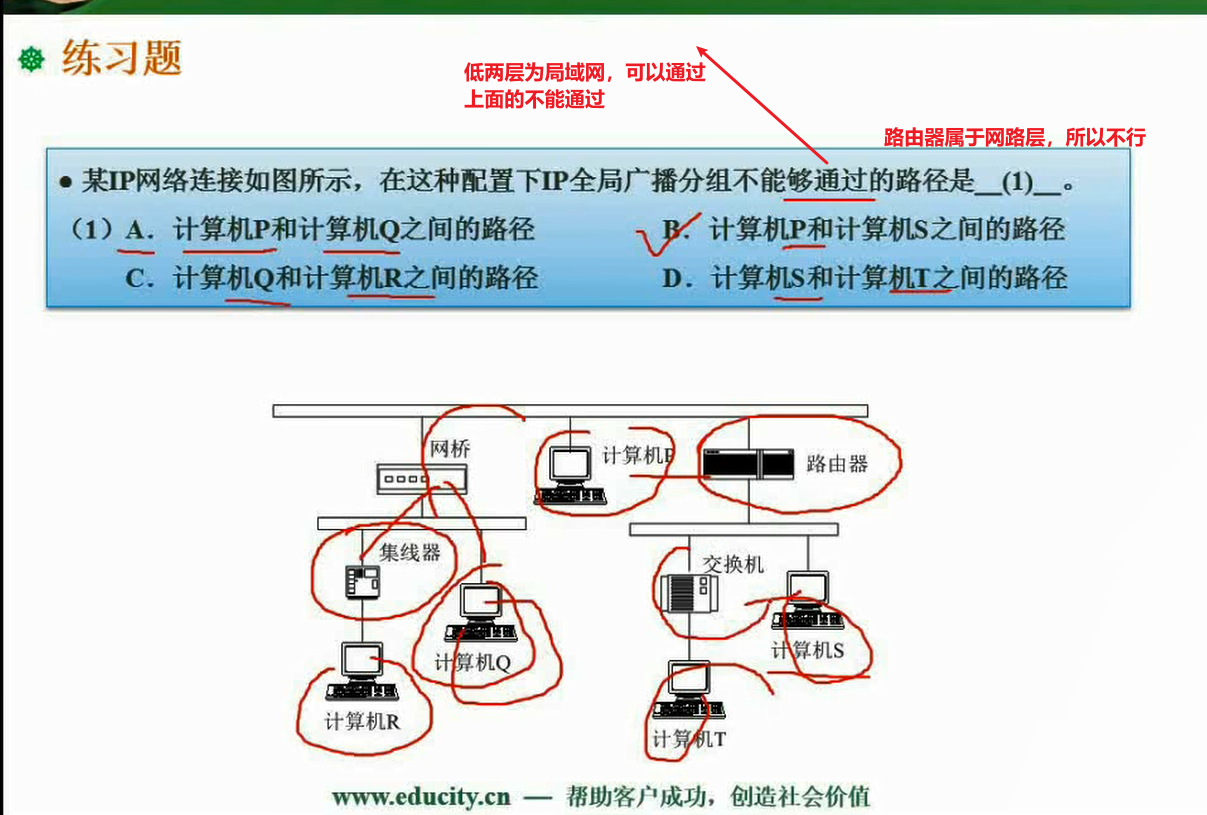 练习题
低两层为局域网，可以通过
上面的不能通过
路由器属于网路层，所以不行
● 某IP网络连接如图所示，在这种配置下IP全局广播分组不能够通过的路径是__(1)__。
（1）A．计算机P和计算机Q之间的路径 B．计算机P和计算机S之间的路径
C．计算机Q和计算机R之间的路径 D．计算机S和计算机T之间的路径
网桥
计算机P
路由器
集线器
交换机
计算机Q
计算机S
计算机R
计算机T
www.educity.cn — 帮助客户成功，创造社会价值